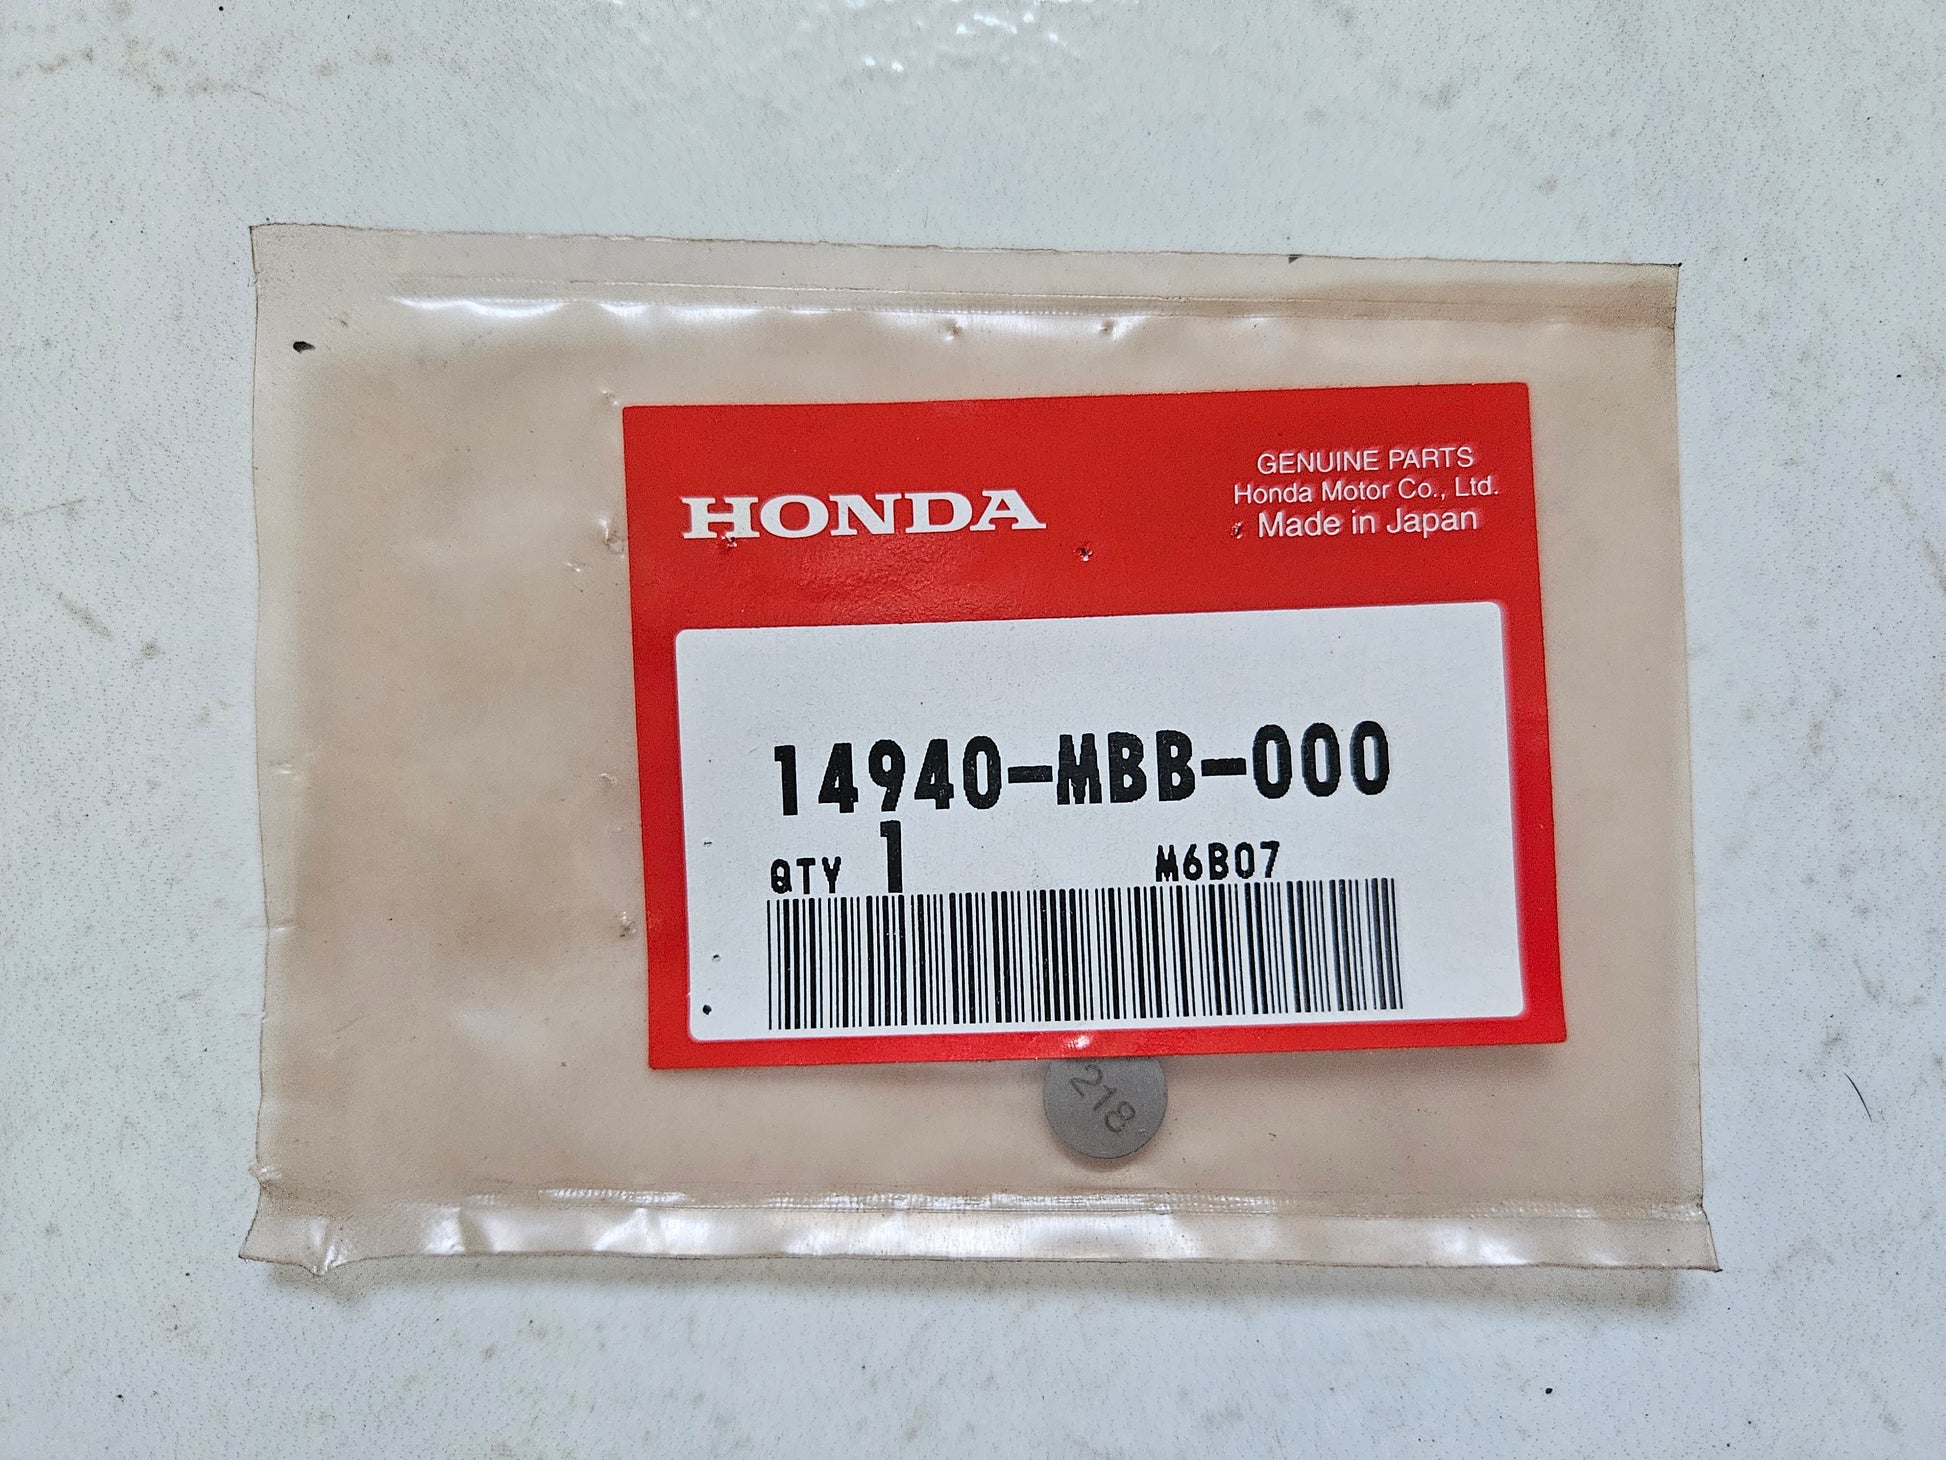 HONDA
GENUINE PARTS
Honda Motor Co., Ltd.
Made in Japan
14940-MBB-000
QTY 1 M6B07
218